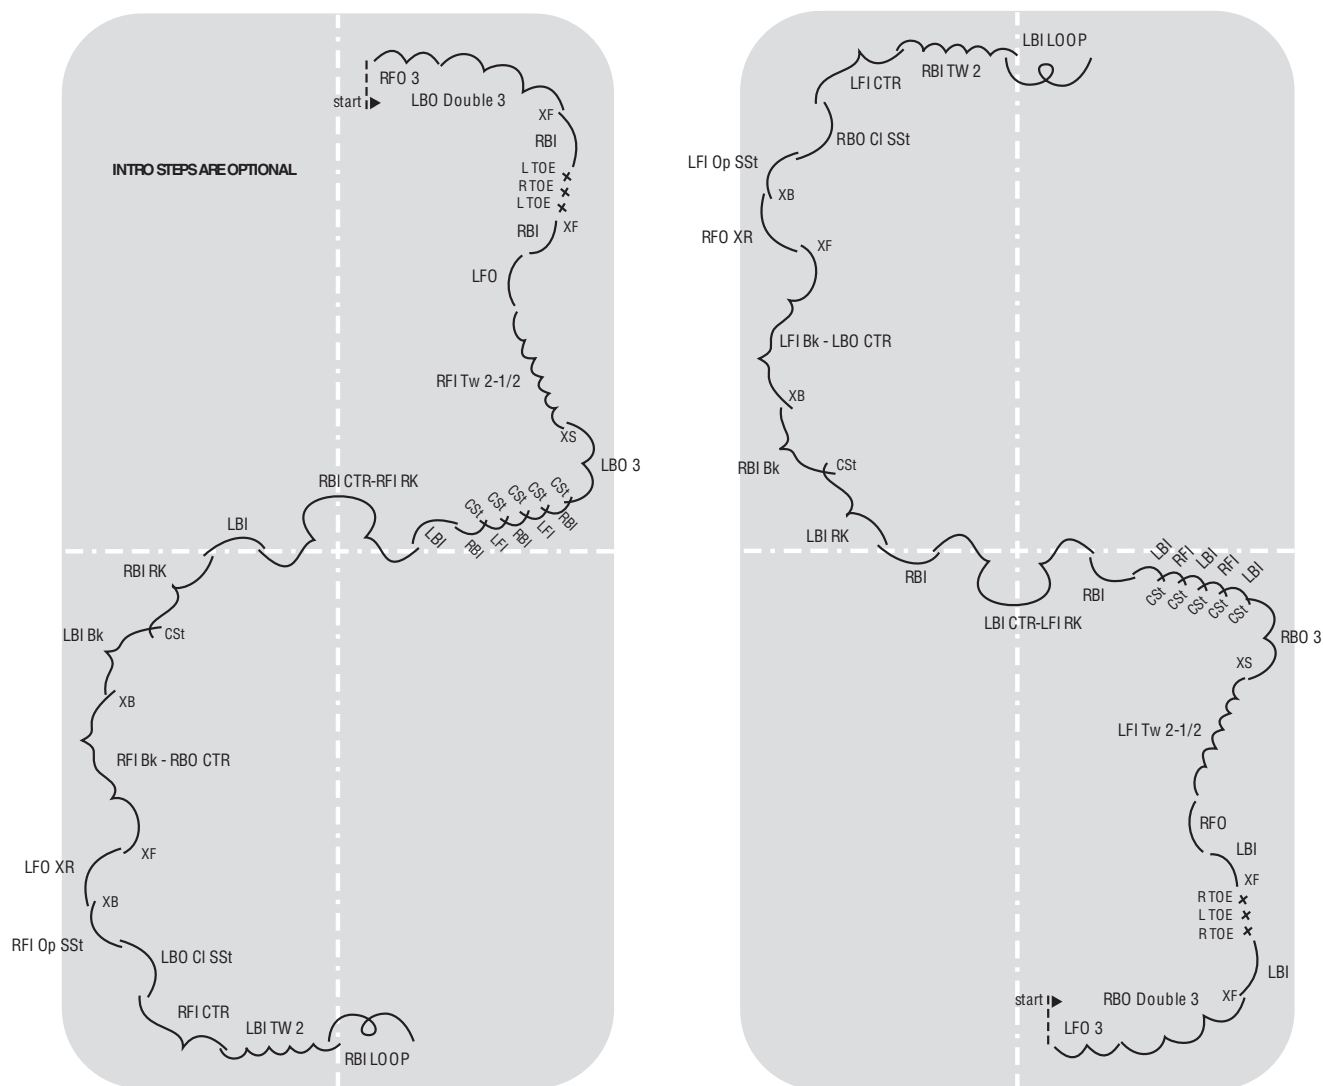 RFO 3
start
LBO Double 3
XF
RBI
INTRO STEPS ARE OPTIONAL
L TOE
R TOE
L TOE
RBI
XF
LFO
RFI Tw 2-1/2
XS
LBO 3
RBI CTR-RFI RK
CSt
CSt
CSt
CSt
CSt
LBI
LBI
RBI
LFI
RBI
LFI
RBI
RBI RK
LBI Bk
CSt
XB
RFI Bk - RBO CTR
XF
LFO XR
XB
RFI Op SSt
LBO Cl SSt
RFI CTR
LBI TW 2
RBI LOOP
LBI LOOP
RBI TW 2
LFI CTR
RBO Cl SSt
LFI Op SSt
XB
RFO XR
XF
LFI Bk - LBO CTR
XB
RBI Bk
CSt
LBI RK
RBI
LBI CTR-LFI RK
RBI
LBI
RFI
LBI
RFI
LBI
CSt
CSt
CSt
CSt
CSt
RBO 3
XS
LFI Tw 2-1/2
RFO
LBI
XF
R TOE
L TOE
R TOE
LBI
start
RBO Double 3
XF
LFO 3